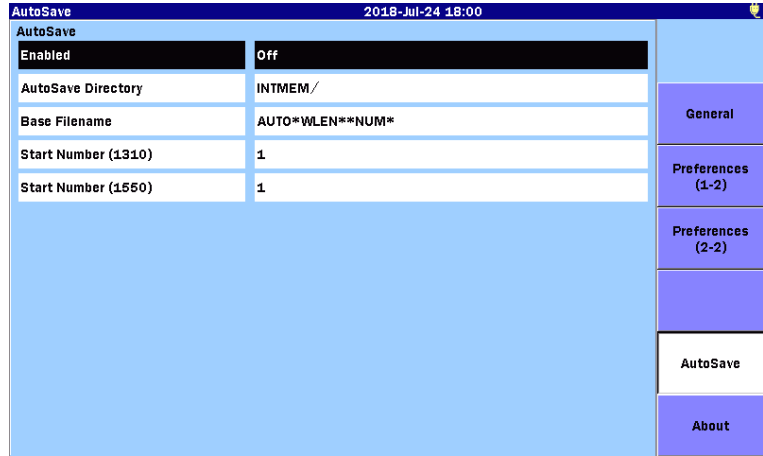 AutoSave 2018-Jul-24 18:00
AutoSave
Enabled Off
AutoSave Directory INTMEM/
Base Filename AUTO*WLEN**NUM*
Start Number (1310) 1
Start Number (1550) 1
General
Preferences
(1-2)
Preferences
(2-2)
AutoSave
About